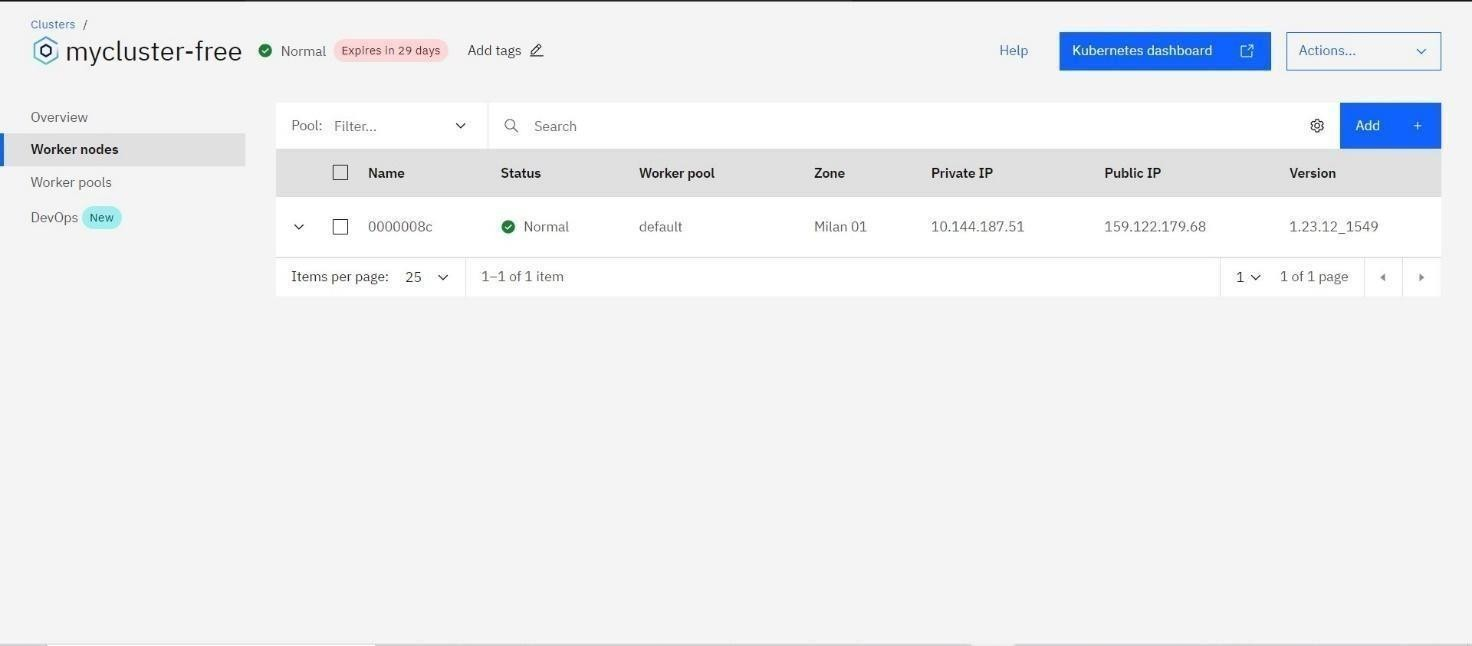 Clusters /
mycluster-free Normal Expires in 29 days Add tags Help Kubernetes dashboard Actions...
Overview
Worker nodes
Worker pools
DevOps New
Pool: Filter... Search Add +
Name Status Worker pool Zone Private IP Public IP Version
0000008c Normal default Milan 01 10.144.187.51 159.122.179.68 1.23.12_1549
Items per page: 25 1–1 of 1 item 1 1 of 1 page